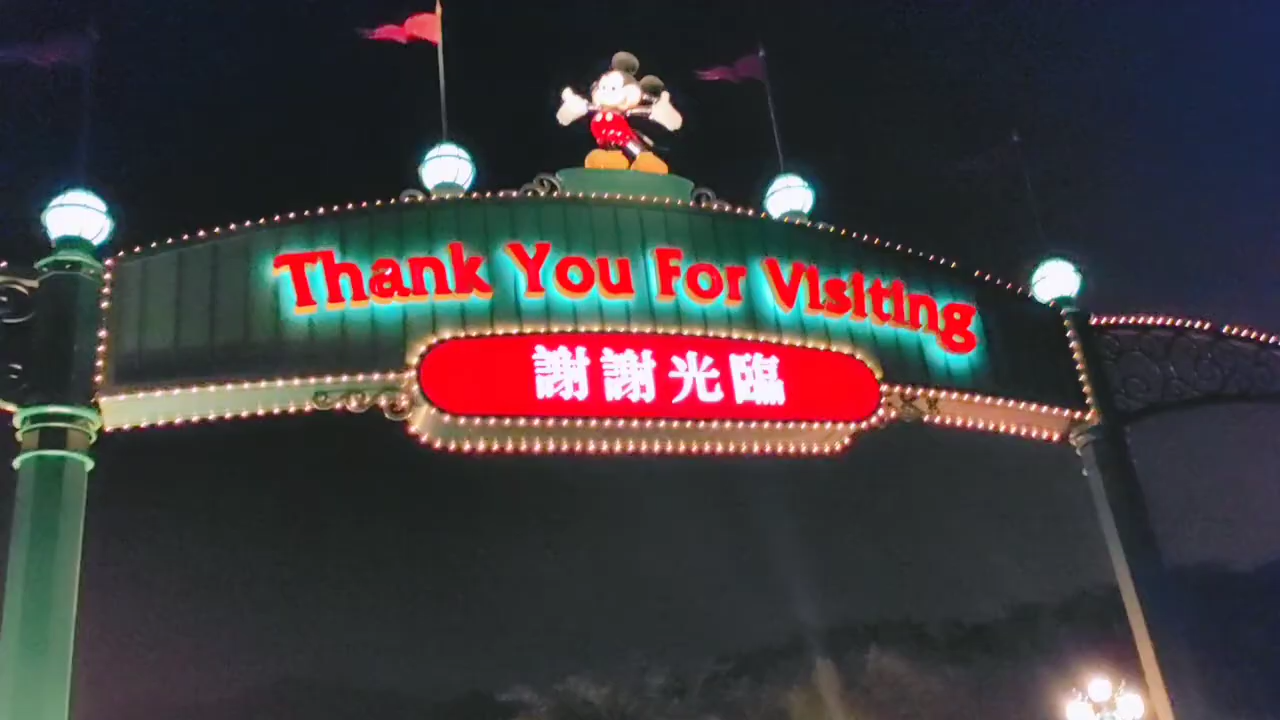 Thank You For Visiting
謝謝光臨